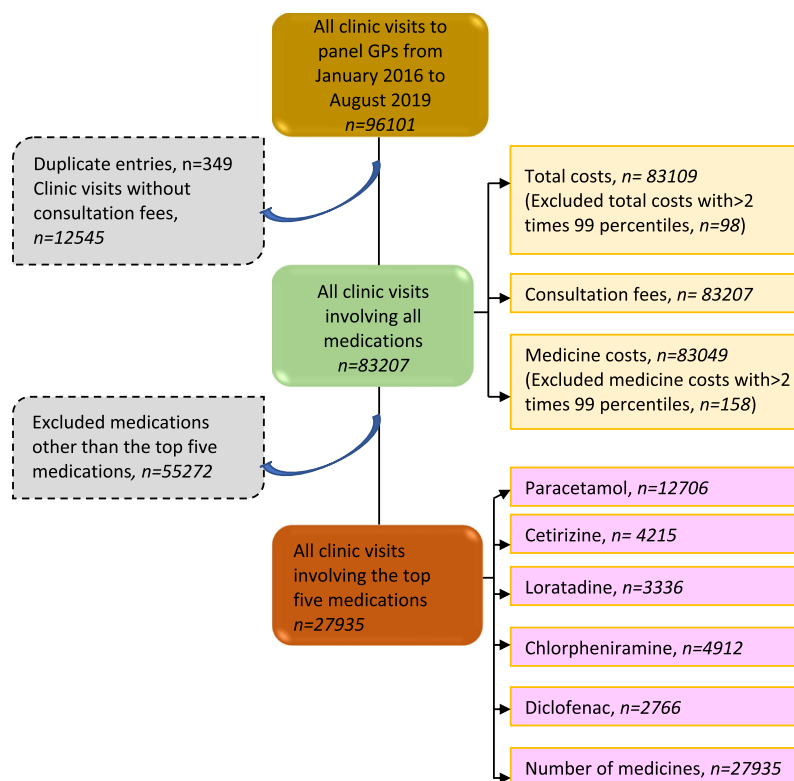 All clinic visits to
panel GPs from
January 2016 to
August 2019
n=96101
Duplicate entries, n=349
Clinic visits without
consultation fees,
n=12545
Total costs, n= 83109
(Excluded total costs with>2
times 99 percentiles, n=98)
All clinic visits
involving all
medications
n=83207
Consultation fees, n= 83207
Medicine costs, n=83049
(Excluded medicine costs with>2
times 99 percentiles, n=158)
Excluded medications
other than the top five
medications, n=55272
All clinic visits
involving the top
five medications
n=27935
Paracetamol, n=12706
Cetirizine, n= 4215
Loratadine, n=3336
Chlorpheniramine, n=4912
Diclofenac, n=2766
Number of medicines, n=27935